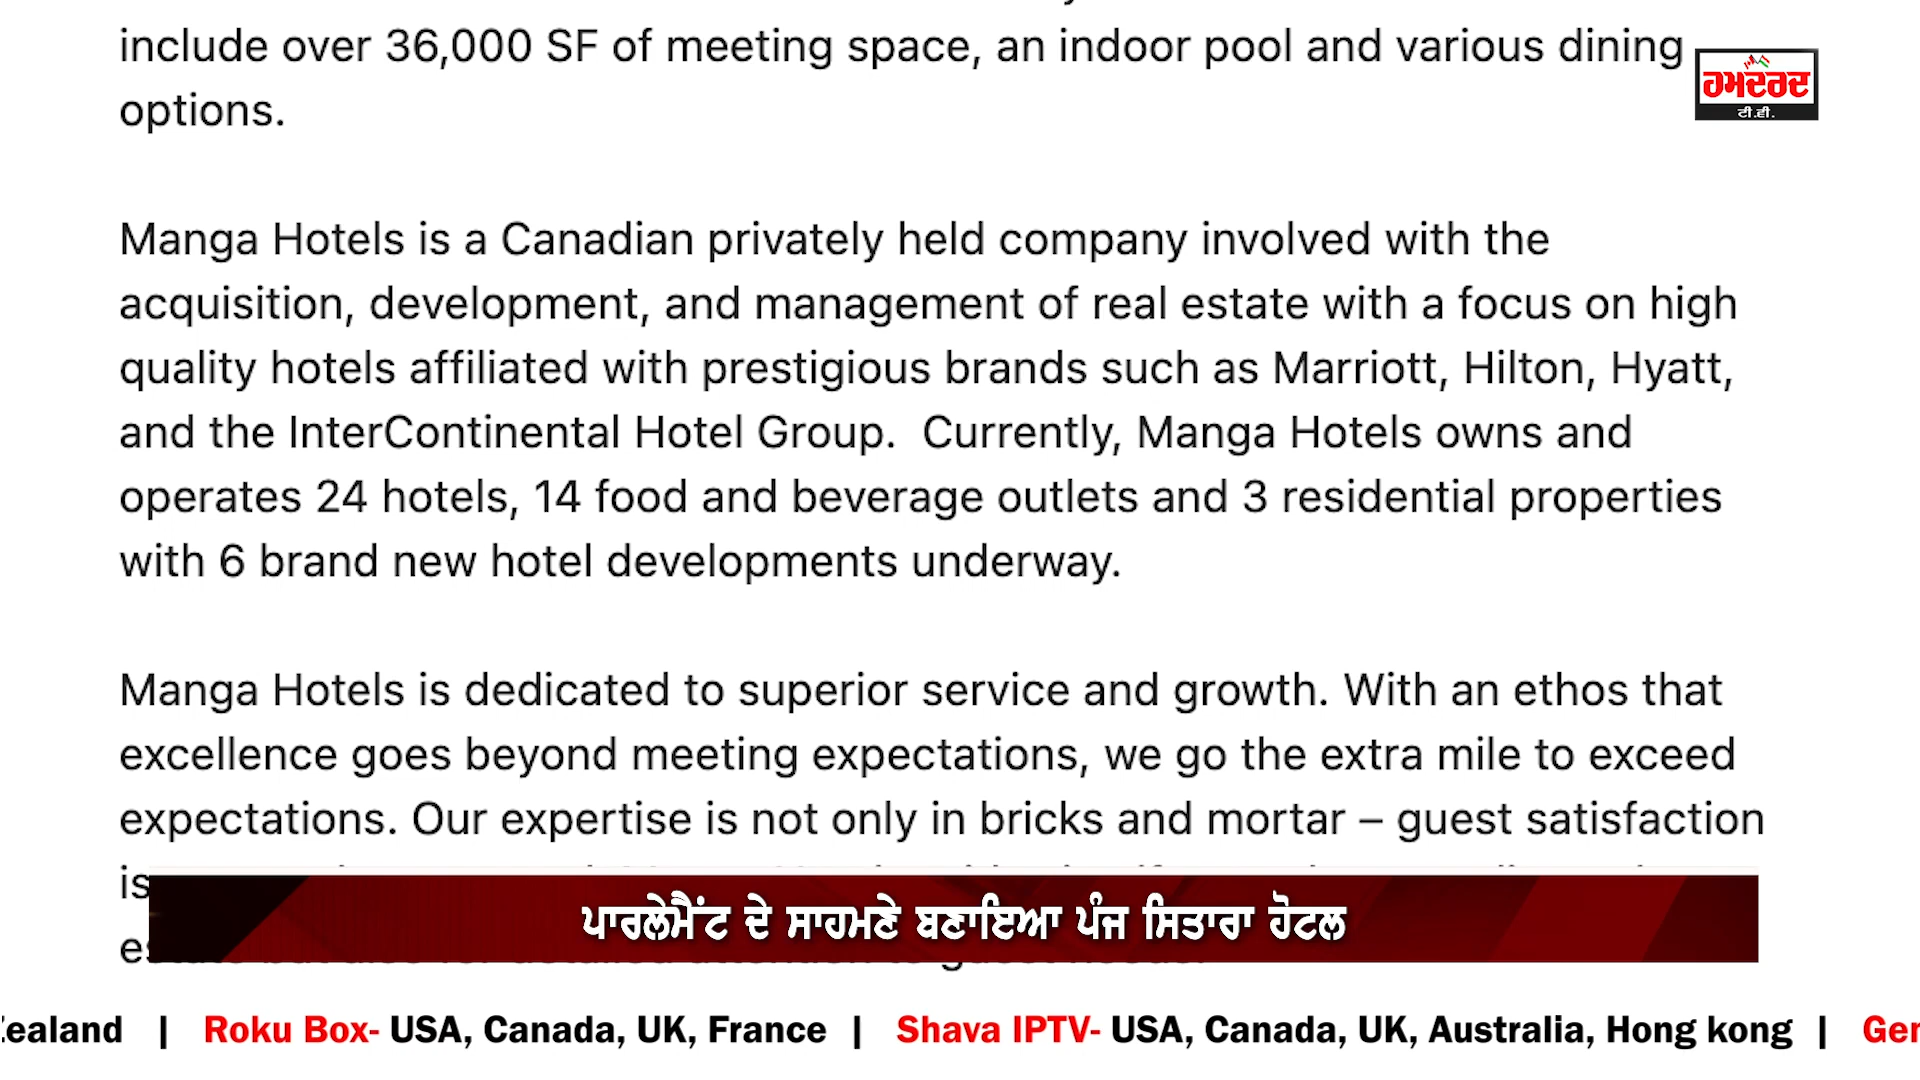 include over 36,000 SF of meeting space, an indoor pool and various dining
options.
ਹਮਦਰਦ
ਟੀ.ਵੀ.
Manga Hotels is a Canadian privately held company involved with the
acquisition, development, and management of real estate with a focus on high
quality hotels affiliated with prestigious brands such as Marriott, Hilton, Hyatt,
and the InterContinental Hotel Group.  Currently, Manga Hotels owns and
operates 24 hotels, 14 food and beverage outlets and 3 residential properties
with 6 brand new hotel developments underway.
Manga Hotels is dedicated to superior service and growth. With an ethos that
excellence goes beyond meeting expectations, we go the extra mile to exceed
expectations. Our expertise is not only in bricks and mortar – guest satisfaction
is
ਪਾਰਲੇਮੈਂਟ ਦੇ ਸਾਹਮਣੇ ਬਣਾਇਆ ਪੰਜ ਸਿਤਾਰਾ ਹੋਟਲ
ealand | Roku Box- USA, Canada, UK, France | Shava IPTV- USA, Canada, UK, Australia, Hong kong | Ger